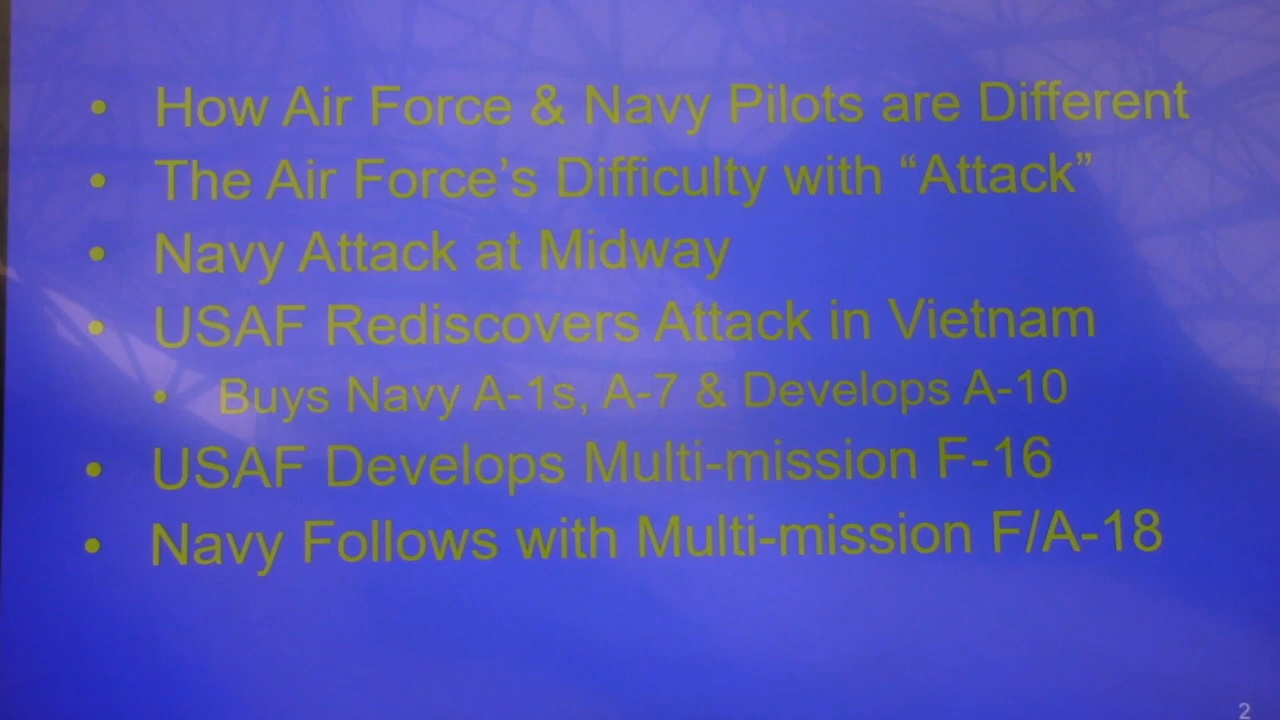 • How Air Force & Navy Pilots are Different
• The Air Force's Difficulty with “Attack”
• Navy Attack at Midway
• USAF Rediscovers Attack in Vietnam
• Buys Navy A-1s, A-7 & Develops A-10
• USAF Develops Multi-mission F-16
• Navy Follows with Multi-mission F/A-18
2